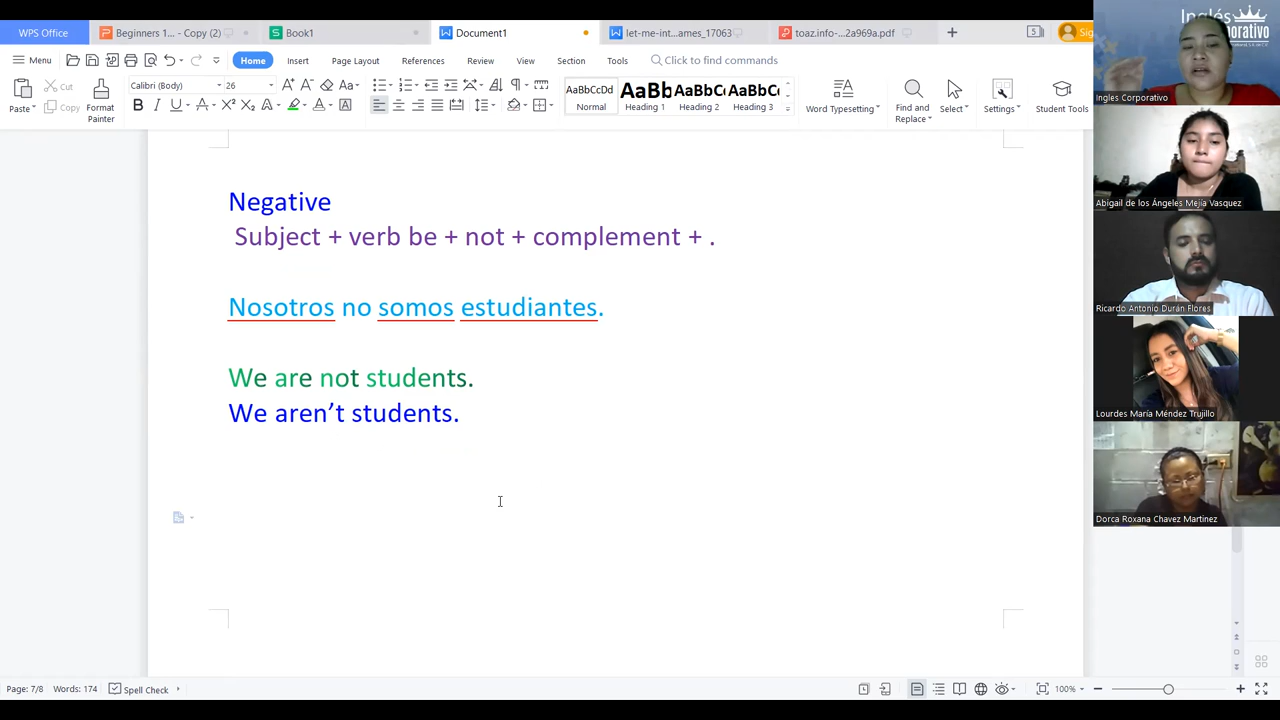 WPS Office
Beginners 1... - Copy (2)
Book1
Document1
let-me-int...ames_17063
toaz.info-...2a969a.pdf
Menu
Home
Insert
Page Layout
References
Review
View
Section
Tools
Click to find commands
Paste
Cut
Copy
Format Painter
Calibri (Body)
26
AaBbCcDd
Normal
Heading 1
Heading 2
Heading 3
Word Typesetting
Find and Replace
Select
Settings
Student Tools
Negative
Subject + verb be + not + complement + .
Nosotros no somos estudiantes.
We are not students.
We aren’t students.
Ingles Corporativo
Abigail de los Ángeles Mejía Vasquez
Ricardo Antonio Durán Flores
Lourdes María Méndez Trujillo
Dorca Roxana Chavez Martinez
Page: 7/8
Words: 174
Spell Check
100%